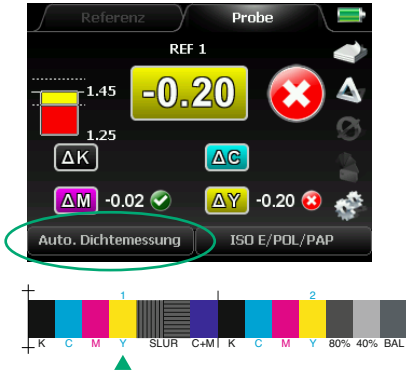 Referenz Probe
REF 1
1.45 -0.20
1.25
ΔK ΔC
ΔM -0.02 ΔY -0.20
Auto. Dichtemessung ISO E/POL/PAP
1 2
K C M Y SLUR C+M K C M Y 80% 40% BAL